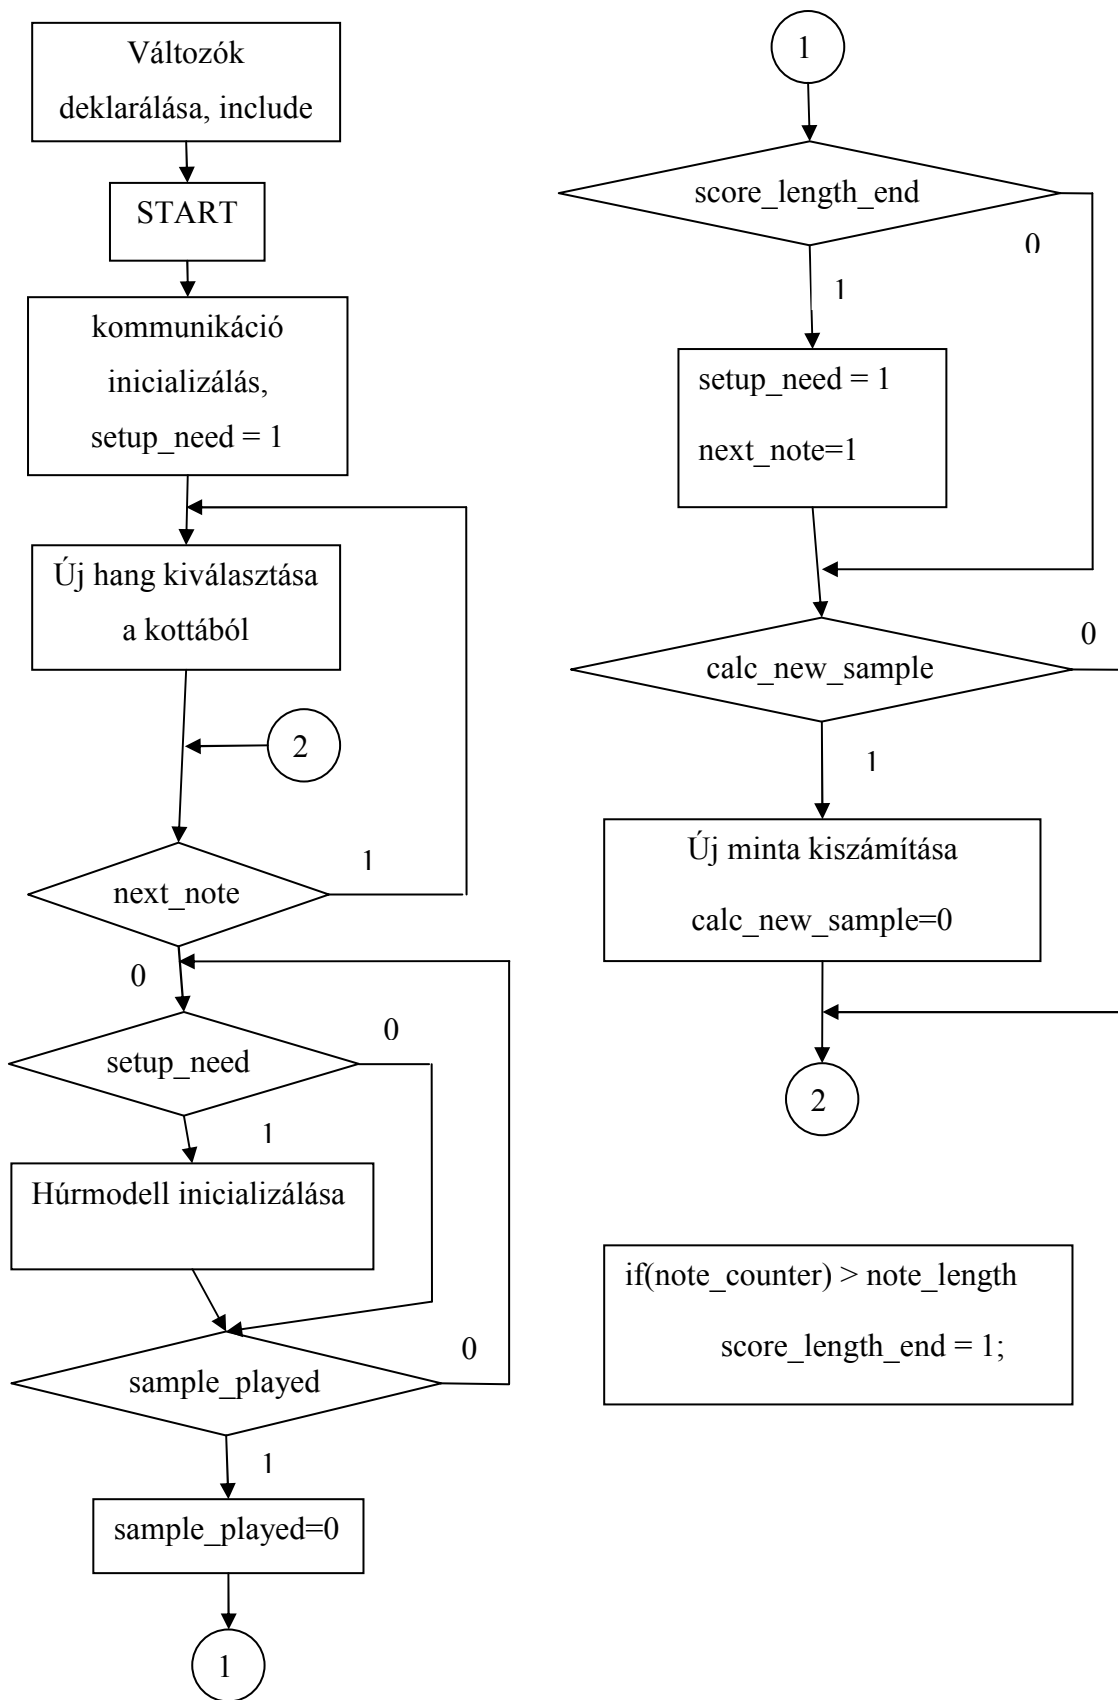 Változók
deklarálása, include
START
kommunikáció
inicializálás,
setup_need = 1
Új hang kiválasztása
a kottából
2
1
next_note
0
0
setup_need
1
Húrmodell inicializálása
0
sample_played
1
sample_played=0
1
1
score_length_end
0
1
setup_need = 1
next_note=1
0
calc_new_sample
1
Új minta kiszámítása
calc_new_sample=0
2
if(note_counter) > note_length
score_length_end = 1;